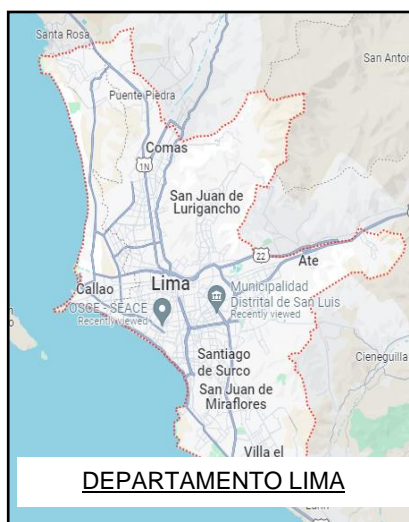 Santa Rosa
San Anton
Puente Piedra
Comas
1N
San Juan de
Lurigancho
22
Ate
Callao
Lima
Municipalidad
Distrital de San Luis
Recently viewed
OSCE - SEACE
Recently viewed
Cieneguilla
Santiago
de Surco
San Juan de
Miraflores
Villa el
DEPARTAMENTO LIMA